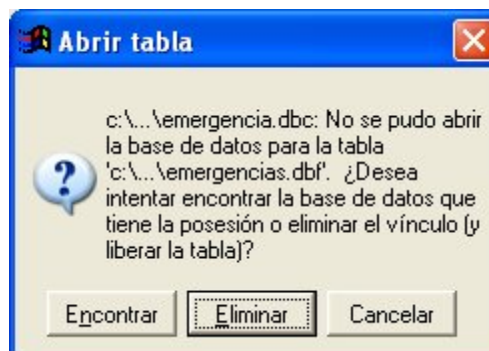 Abrir tabla
c:\...\emergencia.dbc: No se pudo abrir
la base de datos para la tabla
'c:\...\emergencias.dbf'.  ¿Desea
intentar encontrar la base de datos que
tiene la posesión o eliminar el vínculo (y
liberar la tabla)?
Encontrar Eliminar Cancelar